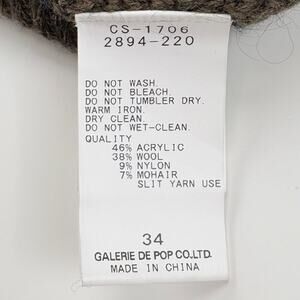 CS-1706
2894-220
DO NOT WASH.
DO NOT BLEACH.
DO NOT TUMBLER DRY.
WARM IRON.
DRY CLEAN.
DO NOT WET-CLEAN.
QUALITY
46% ACRYLIC
38% WOOL
9% NYLON
7% MOHAIR
SLIT YARN USE
34
GALERIE DE POP CO.LTD.
MADE IN CHINA